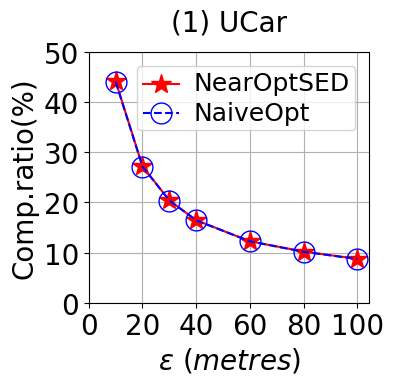 (1) UCar
NearOptSED
NaiveOpt
Comp.ratio(%)
50
40
30
20
10
0
0 20 40 60 80 100
ε (metres)